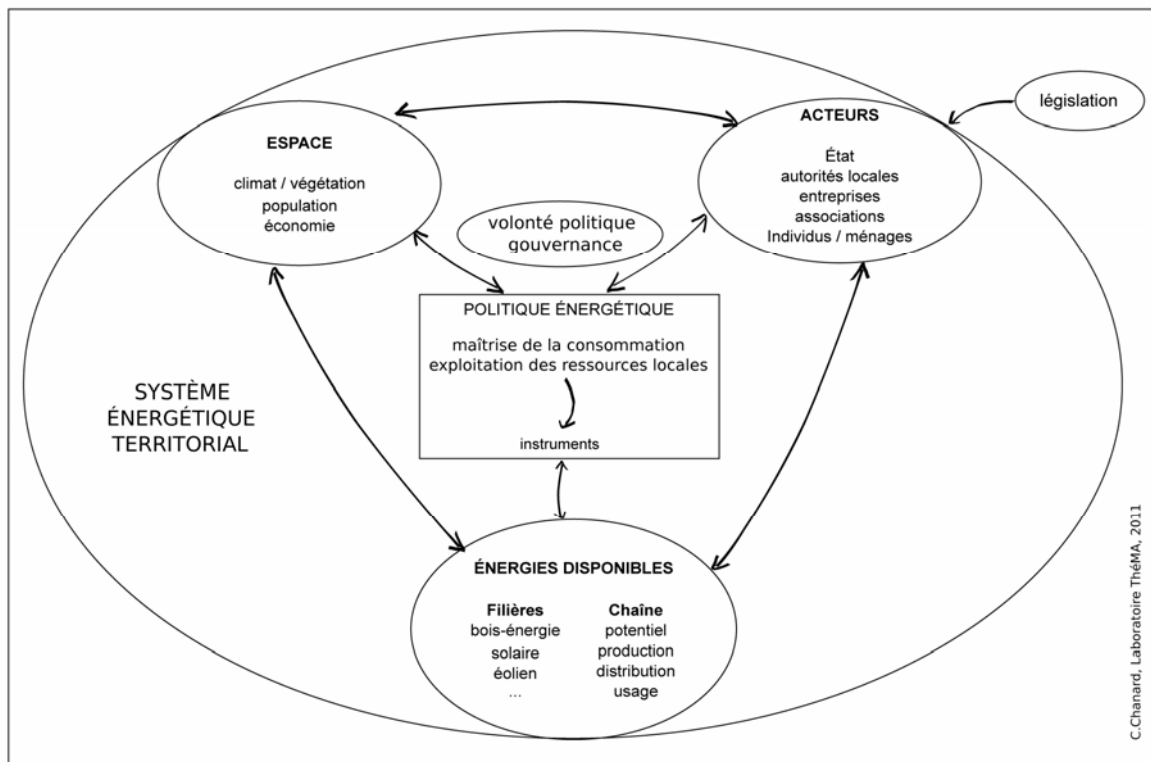 ESPACE
climat / végétation
population
économie
ACTEURS
État
autorités locales
entreprises
associations
Individus / ménages
législation
volonté politique
gouvernance
POLITIQUE ÉNERGÉTIQUE
maîtrise de la consommation
exploitation des ressources locales
instruments
SYSTÈME
ÉNERGÉTIQUE
TERRITORIAL
ÉNERGIES DISPONIBLES
Filières
bois-énergie
solaire
éolien
...
Chaîne
potentiel
production
distribution
usage
C.Chanard, Laboratoire ThéMA, 2011